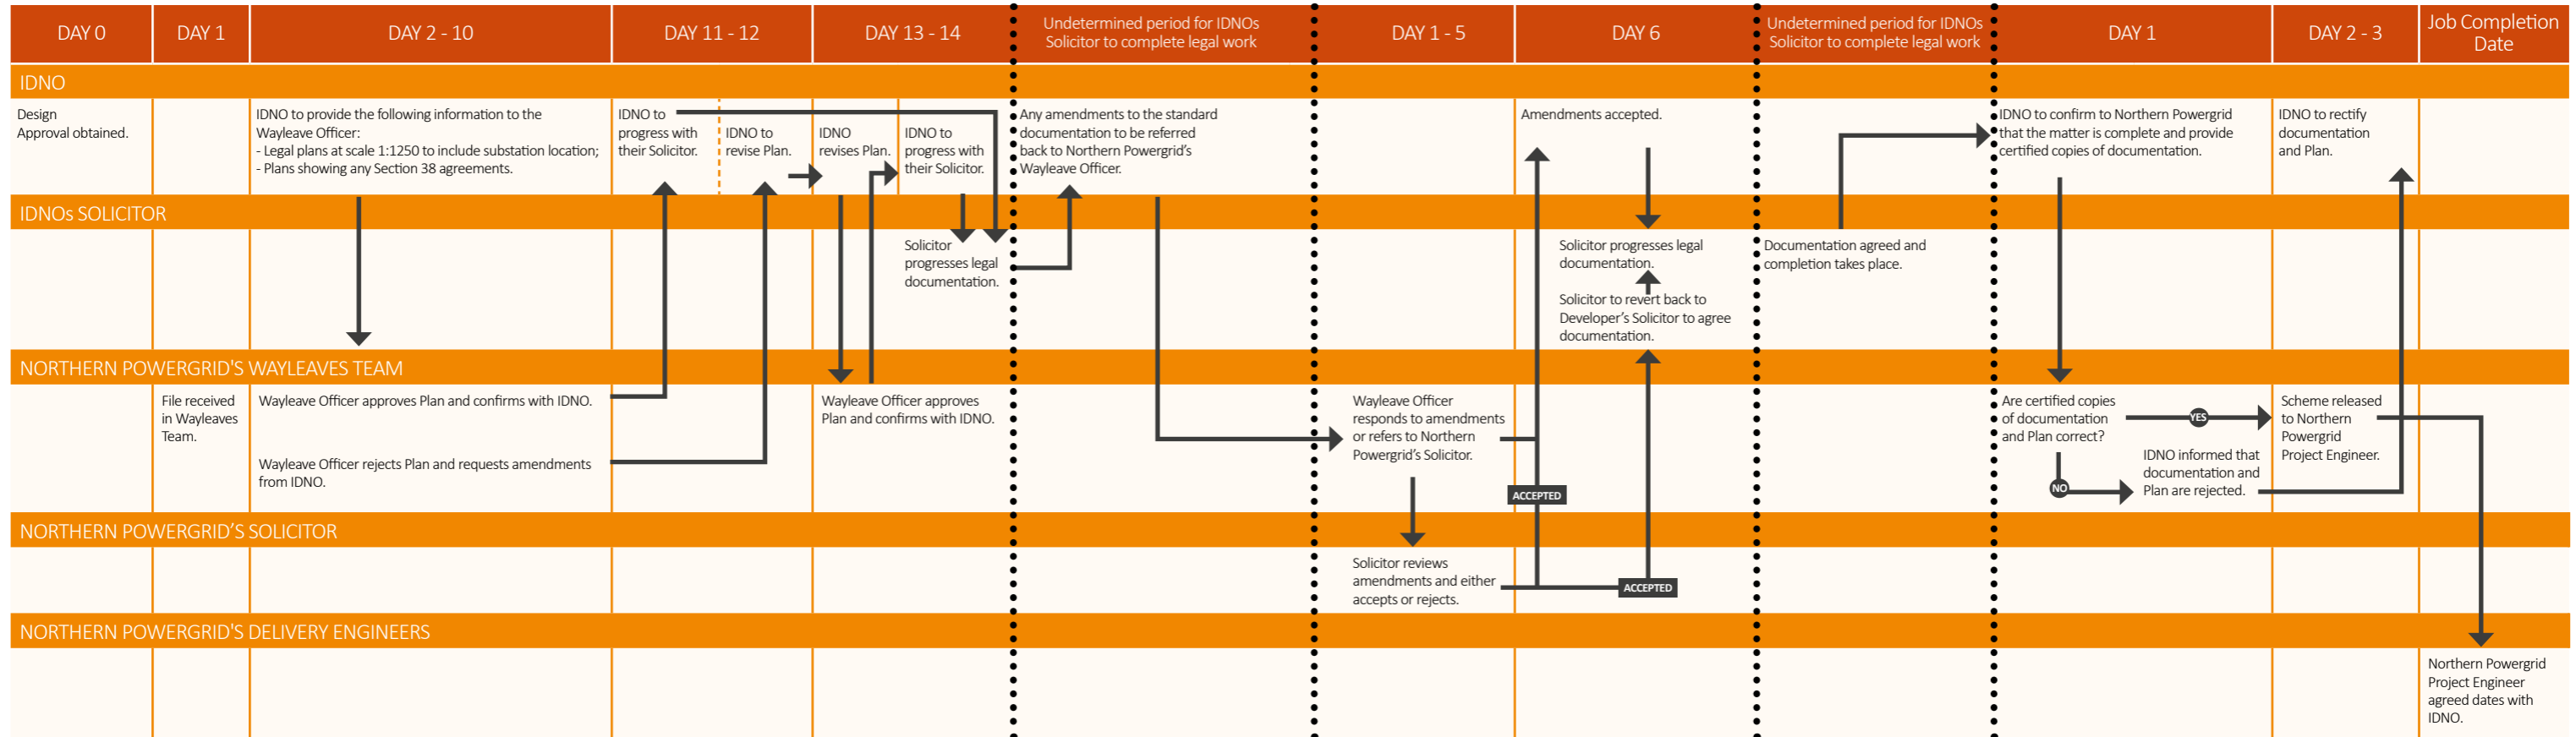 DAY 0
DAY 1
DAY 2 - 10
DAY 11 - 12
DAY 13 - 14
Undetermined period for IDNOs
Solicitor to complete legal work
DAY 1 - 5
DAY 6
Undetermined period for IDNOs
Solicitor to complete legal work
DAY 1
DAY 2 - 3
Job Completion
Date
IDNO
Design
Approval obtained.
IDNO to provide the following information to the
Wayleave Officer:
- Legal plans at scale 1:1250 to include substation location;
- Plans showing any Section 38 agreements.
IDNO to
progress with
their Solicitor.
IDNO to
revise Plan.
IDNO
revises Plan.
IDNO to
progress with
their Solicitor.
Any amendments to the standard
documentation to be referred
back to Northern Powergrid's
Wayleave Officer.
Amendments accepted.
IDNO to confirm to Northern Powergrid
that the matter is complete and provide
certified copies of documentation.
IDNO to rectify
documentation
and Plan.
IDNOs SOLICITOR
Solicitor
progresses legal
documentation.
Solicitor progresses legal
documentation.
Solicitor to revert back to
Developer's Solicitor to agree
documentation.
Documentation agreed and
completion takes place.
NORTHERN POWERGRID'S WAYLEAVES TEAM
File received
in Wayleaves
Team.
Wayleave Officer approves Plan and confirms with IDNO.
Wayleave Officer rejects Plan and requests amendments
from IDNO.
Wayleave Officer approves
Plan and confirms with IDNO.
Wayleave Officer
responds to amendments
or refers to Northern
Powergrid's Solicitor.
ACCEPTED
Are certified copies
of documentation
and Plan correct?
YES
NO
IDNO informed that
documentation and
Plan are rejected.
Scheme released
to Northern
Powergrid
Project Engineer.
NORTHERN POWERGRID'S SOLICITOR
Solicitor reviews
amendments and either
accepts or rejects.
ACCEPTED
NORTHERN POWERGRID'S DELIVERY ENGINEERS
Northern Powergrid
Project Engineer
agreed dates with
IDNO.